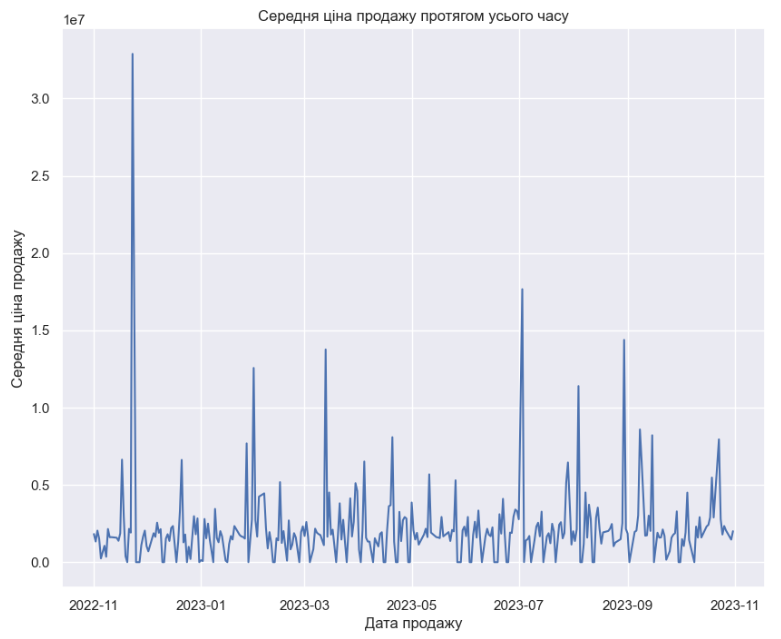 Середня ціна продажу протягом усього часу
1e7
3.0
2.5
2.0
1.5
1.0
0.5
0.0
Середня ціна продажу
2022-11 2023-01 2023-03 2023-05 2023-07 2023-09 2023-11
Дата продажу